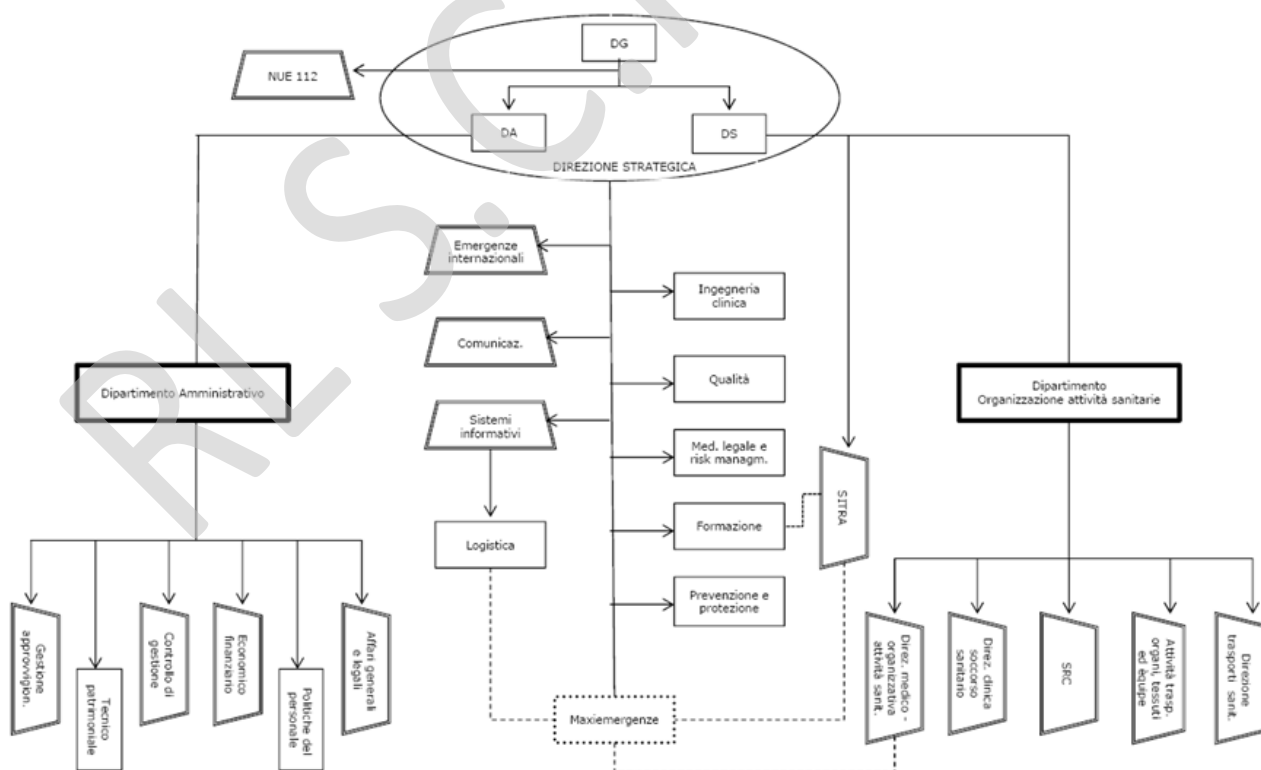 DG
NUE 112
DA
DS
DIREZIONE STRATEGICA
Emergenze
internazionali
Ingegneria
clinica
Comunicaz.
Dipartimento Amministrativo
Qualità
Dipartimento
Organizzazione attività sanitarie
Sistemi
informativi
Med. legale e
risk managm.
SITRA
Formazione
Logistica
Prevenzione e
protezione
Gestione
approvvigion.
Tecnico
patrimoniale
Controllo di
gestione
Economico
finanziario
Politiche del
personale
Affari generali
e legali
Maxiemergenze
Direz. medico -
organizzativa
attività sanit.
Direz. clinica
soccorso
sanitario
SRC
Attività trasp.
organi, tessuti
ed équipe
Direzione
trasporti sanit.